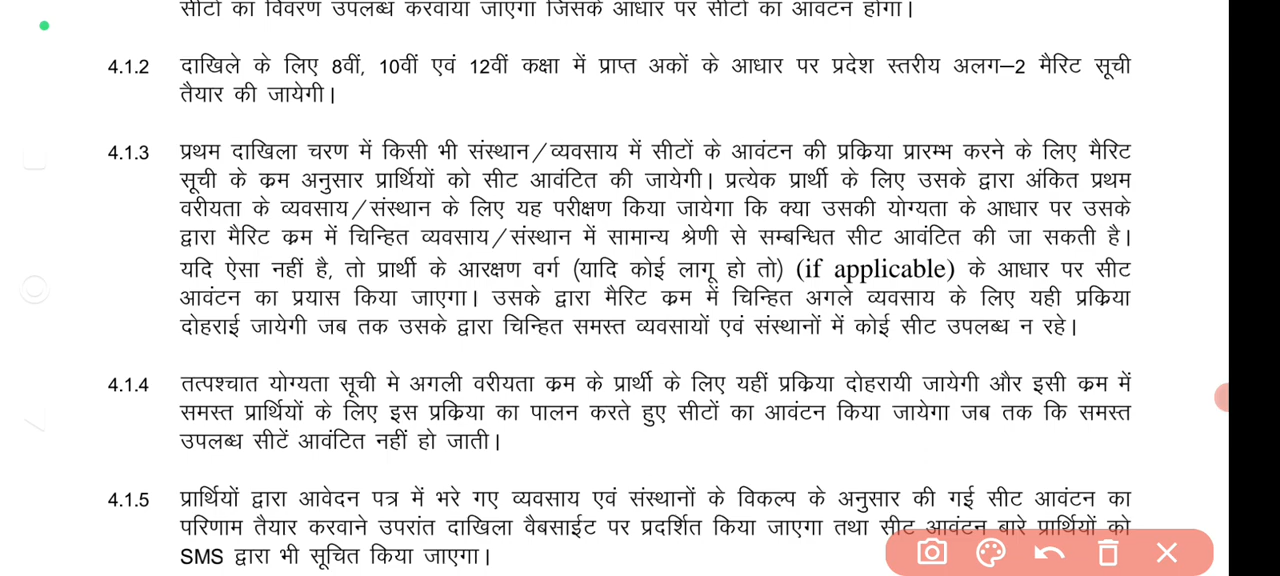 सीटों का विवरण उपलब्ध करवाया जाएगा जिसके आधार पर सीटों का आवंटन होगा।
4.1.2 दाखिले के लिए 8वीं, 10वीं एवं 12वीं कक्षा में प्राप्त अकों के आधार पर प्रदेश स्तरीय अलग–2 मैरिट सूची
तैयार की जायेगी।
4.1.3 प्रथम दाखिला चरण में किसी भी संस्थान/व्यवसाय में सीटों के आवंटन की प्रक्रिया प्रारम्भ करने के लिए मैरिट
सूची के क्रम अनुसार प्रार्थियों को सीट आवंटित की जायेगी। प्रत्येक प्रार्थी के लिए उसके द्वारा अंकित प्रथम
वरीयता के व्यवसाय/संस्थान के लिए यह परीक्षण किया जायेगा कि क्या उसकी योग्यता के आधार पर उसके
द्वारा मैरिट क्रम में चिन्हित व्यवसाय/संस्थान में सामान्य श्रेणी से सम्बन्धित सीट आवंटित की जा सकती है।
यदि ऐसा नहीं है, तो प्रार्थी के आरक्षण वर्ग (यादि कोई लागू हो तो) (if applicable) के आधार पर सीट
आवंटन का प्रयास किया जाएगा। उसके द्वारा मैरिट क्रम में चिन्हित अगले व्यवसाय के लिए यही प्रक्रिया
दोहराई जायेगी जब तक उसके द्वारा चिन्हित समस्त व्यवसायों एवं संस्थानों में कोई सीट उपलब्ध न रहे।
4.1.4 तत्पश्चात योग्यता सूची मे अगली वरीयता क्रम के प्रार्थी के लिए यहीं प्रक्रिया दोहरायी जायेगी और इसी क्रम में
समस्त प्रार्थियों के लिए इस प्रक्रिया का पालन करते हुए सीटों का आवंटन किया जायेगा जब तक कि समस्त
उपलब्ध सीटें आवंटित नहीं हो जाती।
4.1.5 प्रार्थियों द्वारा आवेदन पत्र में भरे गए व्यवसाय एवं संस्थानों के विकल्प के अनुसार की गई सीट आवंटन का
परिणाम तैयार करवाने उपरांत दाखिला वैबसाईट पर प्रदर्शित किया जाएगा तथा सीट आवंटन बारे प्रार्थियों को
SMS द्वारा भी सूचित किया जाएगा।